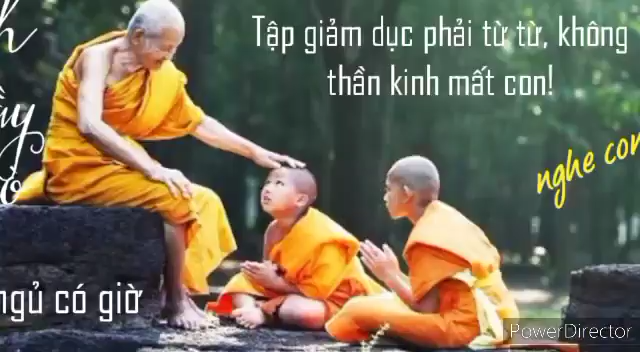 Tập giảm dục phải từ từ, không
thần kinh mất con!
nghe con
ngủ có giờ
PowerDirector